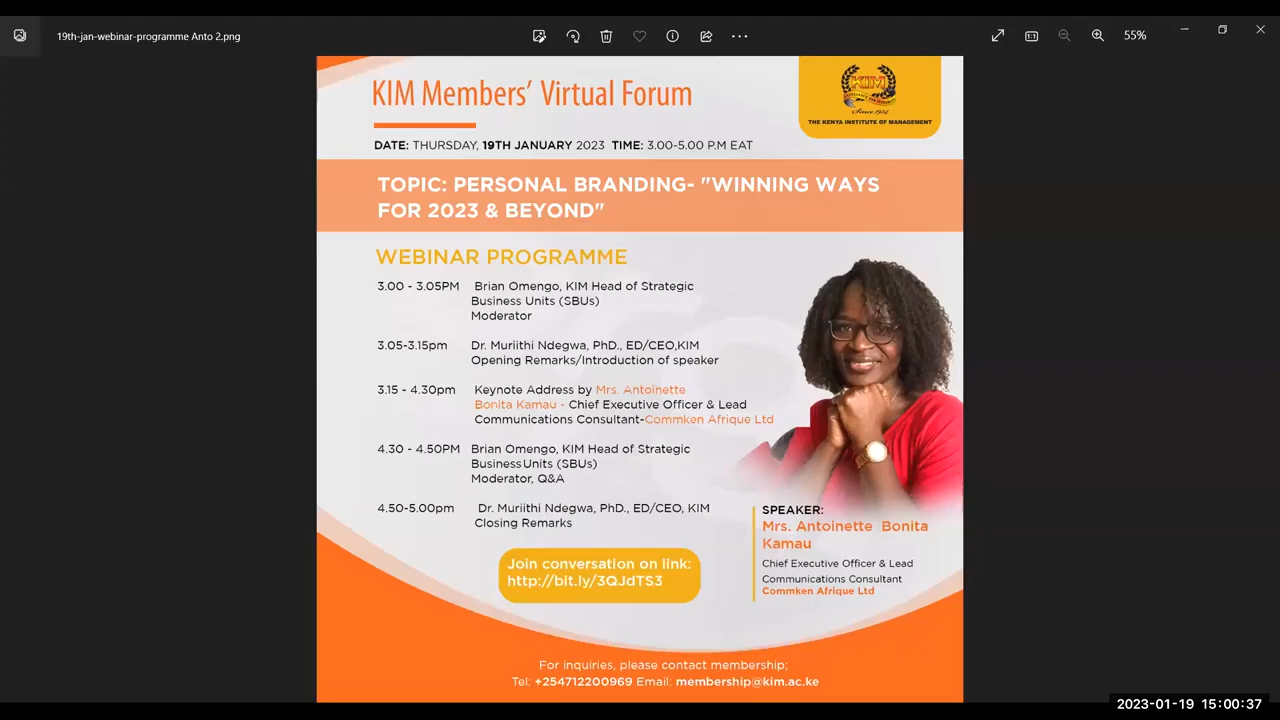 19th-jan-webinar-programme Anto 2.png
55%
KIM Members’ Virtual Forum
KIM
Since 1954
THE KENYA INSTITUTE OF MANAGEMENT
DATE: THURSDAY, 19TH JANUARY 2023 TIME: 3.00-5.00 P.M EAT
TOPIC: PERSONAL BRANDING- "WINNING WAYS
FOR 2023 & BEYOND"
WEBINAR PROGRAMME
3.00 - 3.05PM Brian Omengo, KIM Head of Strategic
Business Units (SBUs)
Moderator
3.05-3.15pm Dr. Muriithi Ndegwa, PhD., ED/CEO,KIM
Opening Remarks/Introduction of speaker
3.15 - 4.30pm Keynote Address by Mrs. Antoinette
Bonita Kamau - Chief Executive Officer & Lead
Communications Consultant-Commken Afrique Ltd
4.30 - 4.50PM Brian Omengo, KIM Head of Strategic
Business Units (SBUs)
Moderator, Q&A
4.50-5.00pm Dr. Muriithi Ndegwa, PhD., ED/CEO, KIM
Closing Remarks
Join conversation on link:
http://bit.ly/3QJdTS3
SPEAKER:
Mrs. Antoinette Bonita
Kamau
Chief Executive Officer & Lead
Communications Consultant
Commken Afrique Ltd
For inquiries, please contact membership;
Tel: +254712200969 Email: membership@kim.ac.ke
2023-01-19 15:00:37